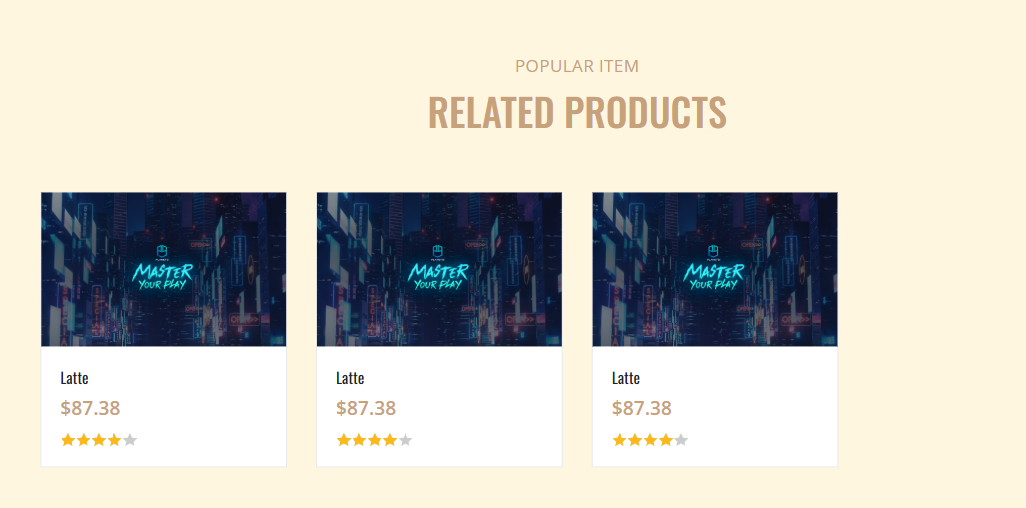 POPULAR ITEM
RELATED PRODUCTS
MASTER
YOUR PLAY
MASTER
YOUR PLAY
MASTER
YOUR PLAY
Latte
Latte
Latte
$87.38
$87.38
$87.38